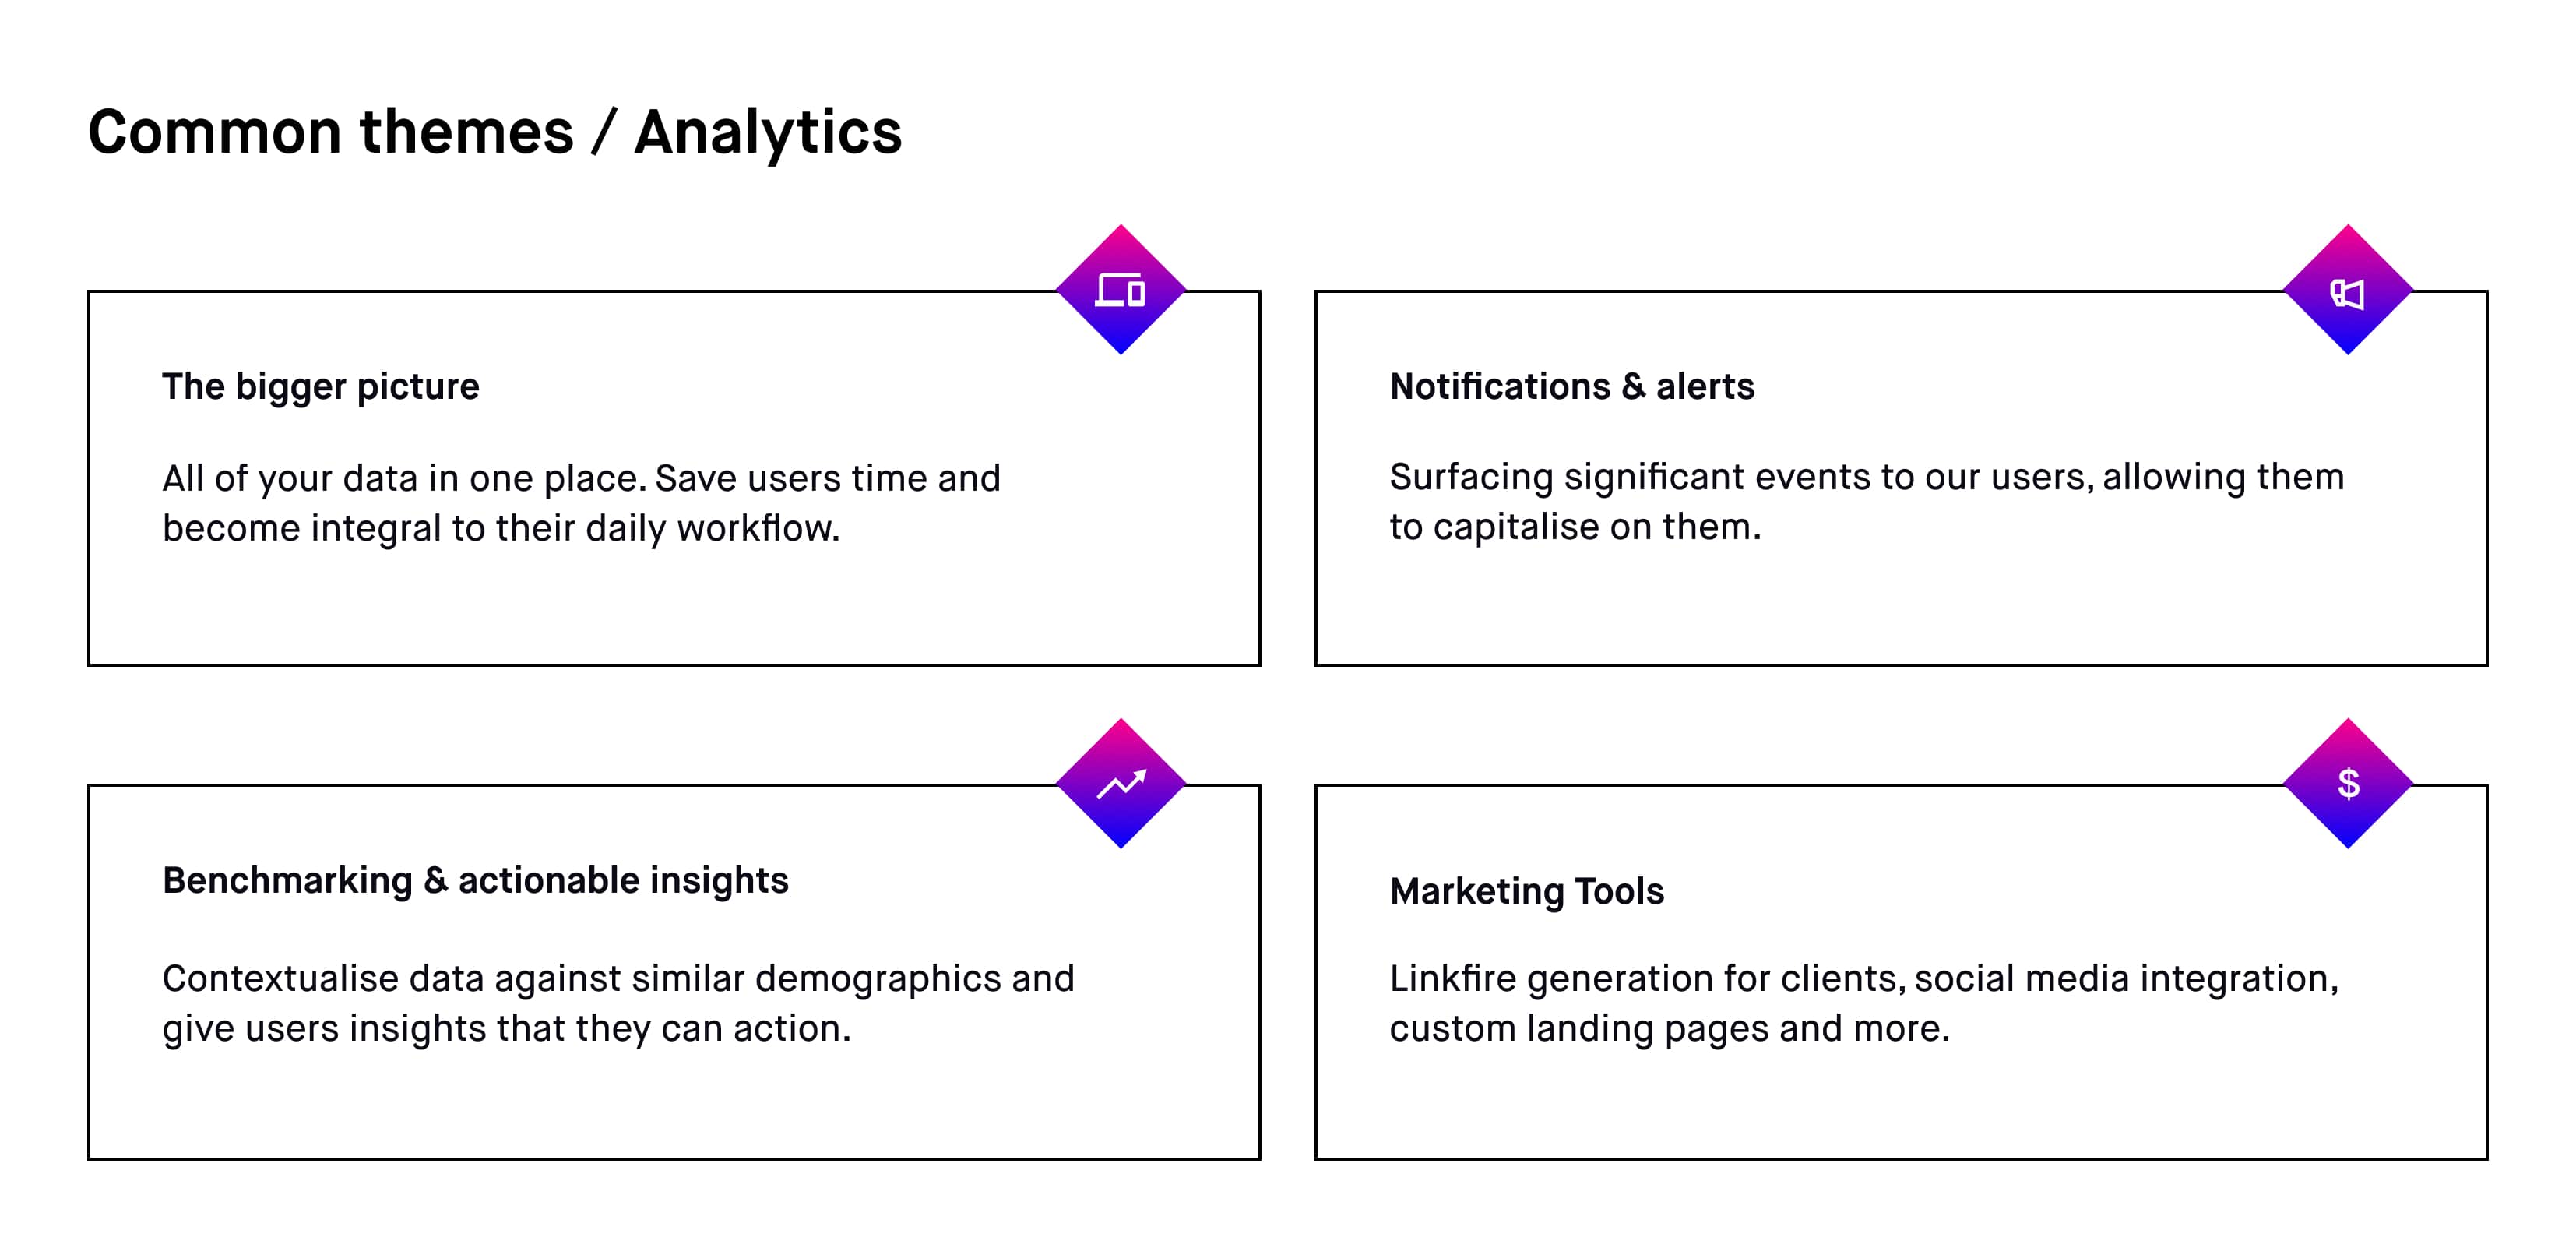 Common themes / Analytics
The bigger picture
All of your data in one place. Save users time and
become integral to their daily workflow.
Notifications & alerts
Surfacing significant events to our users, allowing them
to capitalise on them.
Benchmarking & actionable insights
Contextualise data against similar demographics and
give users insights that they can action.
$
Marketing Tools
Linkfire generation for clients, social media integration,
custom landing pages and more.